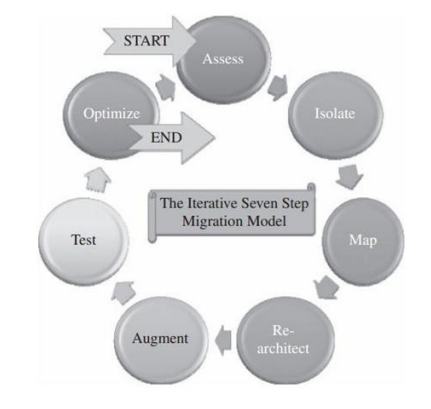 START
Assess
Isolate
Map
Re-
architect
Augment
Test
Optimize
END
The Iterative Seven Step
Migration Model